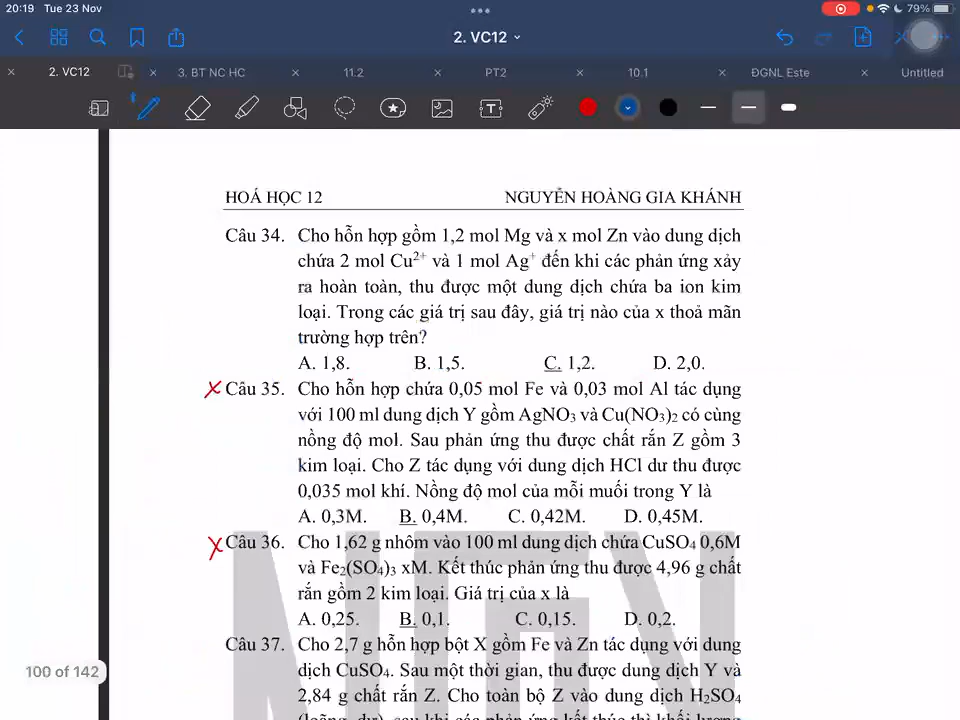 20:19 Tue 23 Nov 79%
2. VC12
2. VC12 3. BT NC HC 11.2 PT2 10.1 ĐGNL Este Untitled
HOÁ HỌC 12 NGUYỄN HOÀNG GIA KHÁNH
Câu 34. Cho hỗn hợp gồm 1,2 mol Mg và x mol Zn vào dung dịch
chứa 2 mol Cu²⁺ và 1 mol Ag⁺ đến khi các phản ứng xảy
ra hoàn toàn, thu được một dung dịch chứa ba ion kim
loại. Trong các giá trị sau đây, giá trị nào của x thoả mãn
trường hợp trên?
A. 1,8. B. 1,5. C. 1,2. D. 2,0.
Câu 35. Cho hỗn hợp chứa 0,05 mol Fe và 0,03 mol Al tác dụng
với 100 ml dung dịch Y gồm AgNO₃ và Cu(NO₃)₂ có cùng
nồng độ mol. Sau phản ứng thu được chất rắn Z gồm 3
kim loại. Cho Z tác dụng với dung dịch HCl dư thu được
0,035 mol khí. Nồng độ mol của mỗi muối trong Y là
A. 0,3M. B. 0,4M. C. 0,42M. D. 0,45M.
Câu 36. Cho 1,62 g nhôm vào 100 ml dung dịch chứa CuSO₄ 0,6M
và Fe₂(SO₄)₃ xM. Kết thúc phản ứng thu được 4,96 g chất
rắn gồm 2 kim loại. Giá trị của x là
A. 0,25. B. 0,1. C. 0,15. D. 0,2.
Câu 37. Cho 2,7 g hỗn hợp bột X gồm Fe và Zn tác dụng với dung
dịch CuSO₄. Sau một thời gian, thu được dung dịch Y và
2,84 g chất rắn Z. Cho toàn bộ Z vào dung dịch H₂SO₄
(loãng, dư), sau khi các phản ứng kết thúc thì khối lượng
100 of 142